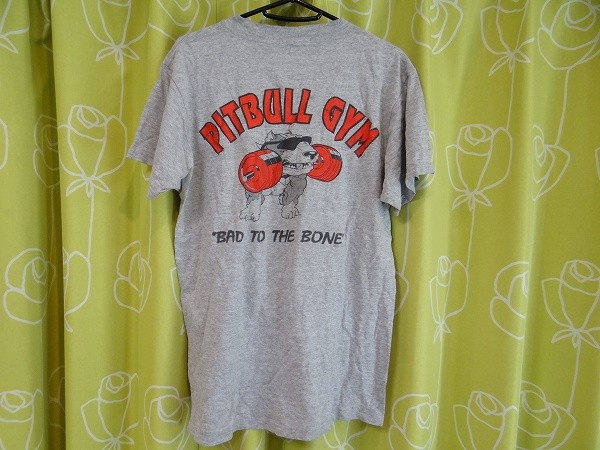 PITBULL GYM
"BAD TO THE BONE"